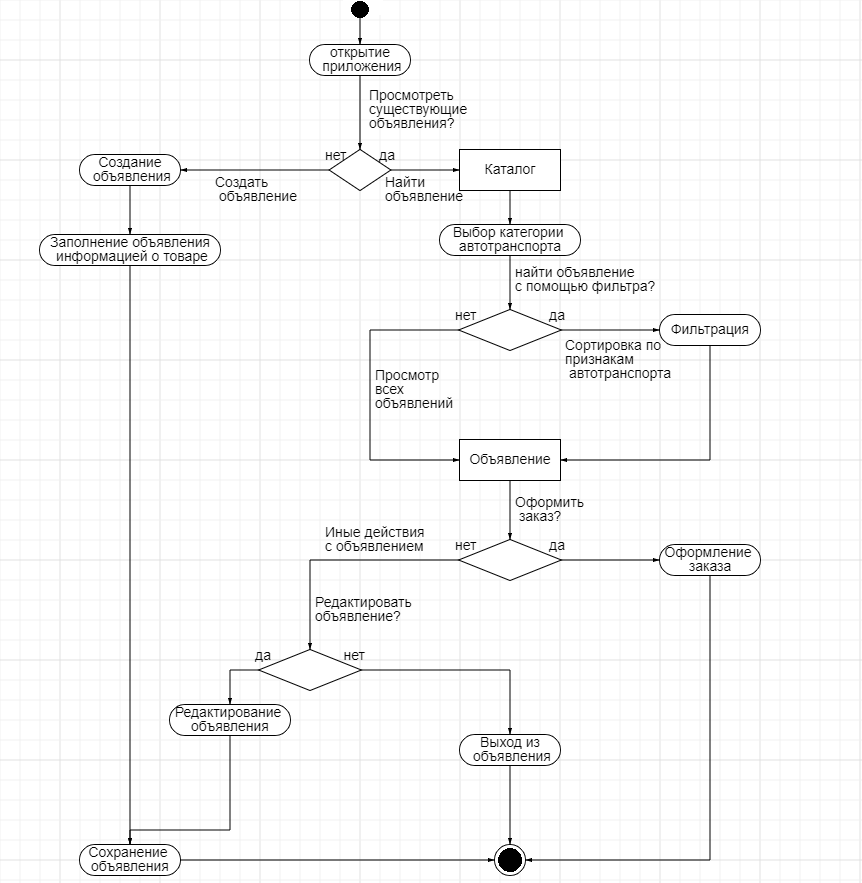 открытие
приложения
Просмотреть
существующие
объявления?
нет
да
Создание
объявления
Создать
объявление
Найти
объявление
Каталог
Заполнение объявления
информацией о товаре
Выбор категории
автотранспорта
найти объявление
с помощью фильтра?
нет
да
Фильтрация
Сортировка по
признакам
автотранспорта
Просмотр
всех
объявлений
Объявление
Оформить
заказ?
Иные действия
с объявлением
нет
да
Оформление
заказа
Редактировать
объявление?
да
нет
Редактирование
объявления
Выход из
объявления
Сохранение
объявления